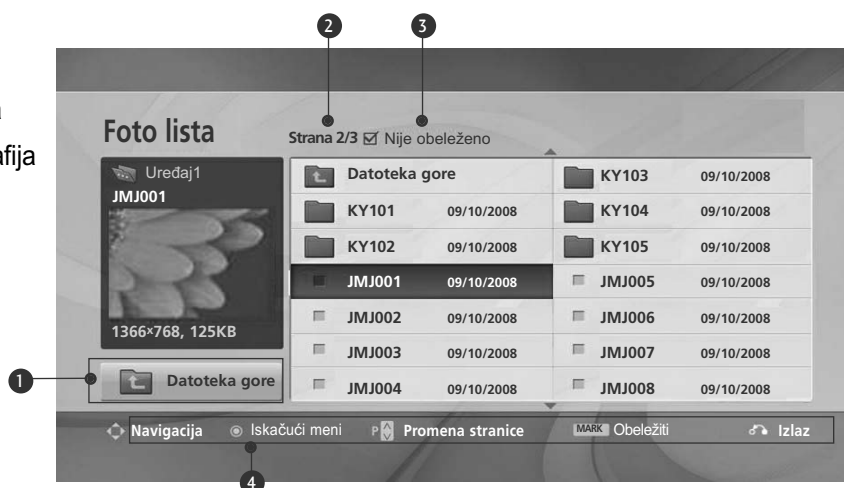 2 3
Foto lista
Strana 2/3 Nije obeleženo
afija
Uređaj1
JMJ001
1366×768, 125KB
Datoteka gore
KY101 09/10/2008
KY102 09/10/2008
JMJ001 09/10/2008
JMJ002 09/10/2008
JMJ003 09/10/2008
JMJ004 09/10/2008
KY103 09/10/2008
KY104 09/10/2008
KY105 09/10/2008
JMJ005 09/10/2008
JMJ006 09/10/2008
JMJ007 09/10/2008
JMJ008 09/10/2008
1
Datoteka gore
Navigacija Iskačući meni P Promena stranice MARK Obeležiti Izlaz
4